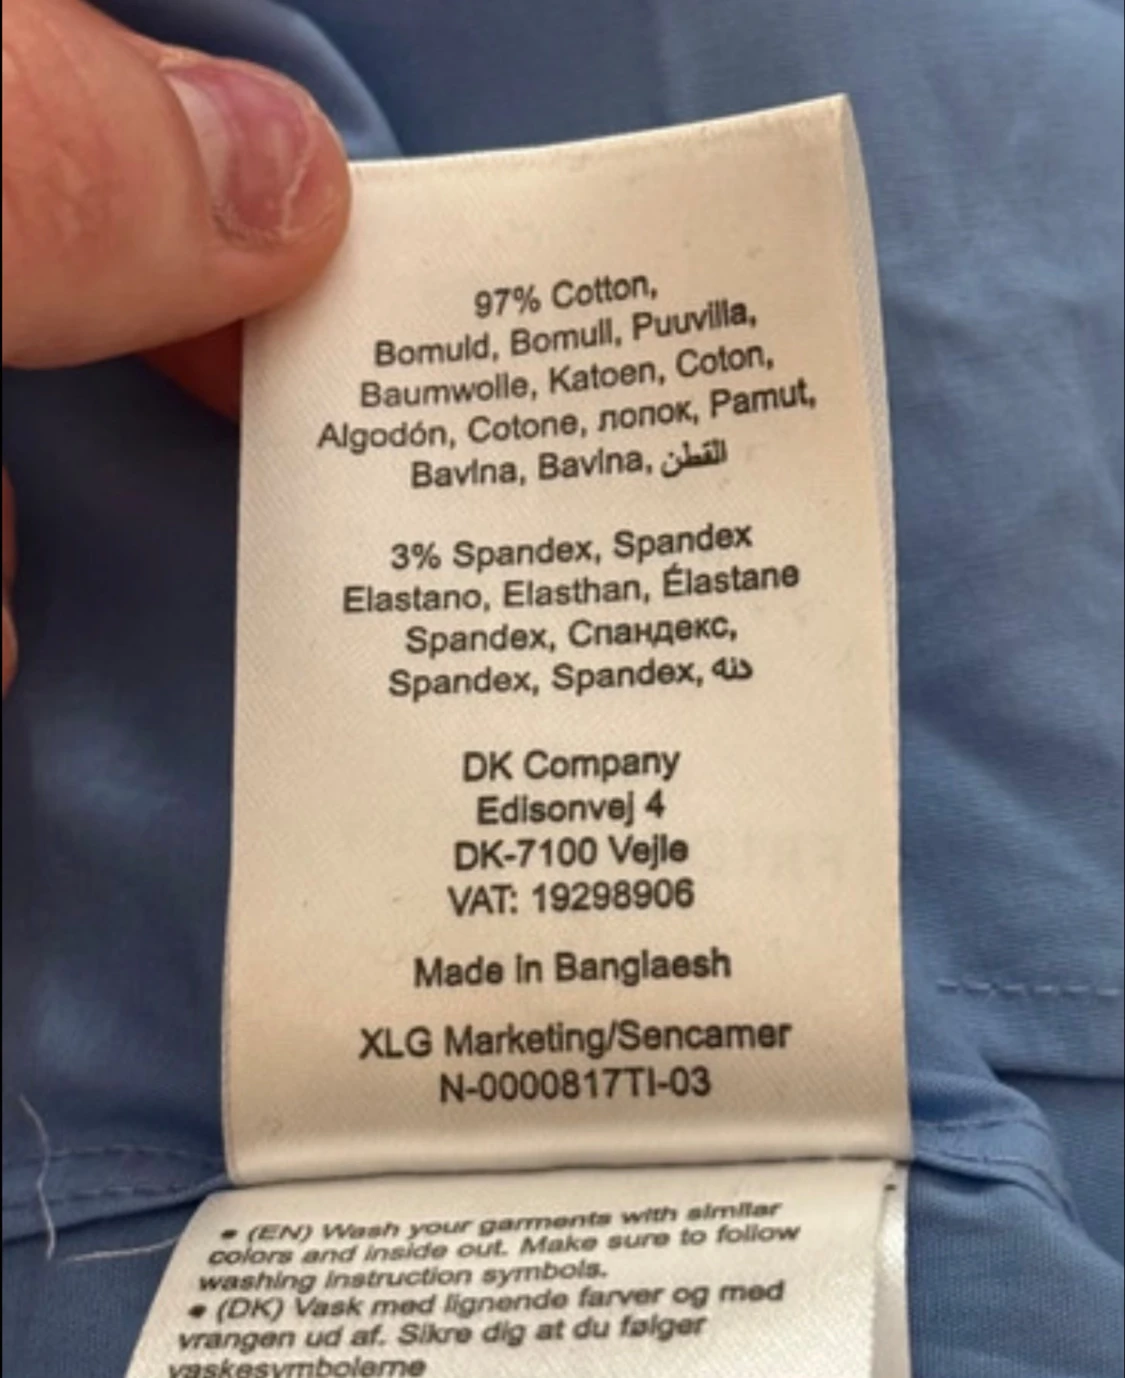 97% Cotton,
Bomuld, Bomull, Puuvilla,
Baumwolle, Katoen, Coton,
Algodón, Cotone, лопок, Pamut,
Bavlna, Bavlna, القطن
3% Spandex, Spandex
Elastano, Elasthan, Élastane
Spandex, Спандекс,
Spandex, Spandex, دنه
DK Company
Edisonvej 4
DK-7100 Vejle
VAT: 19298906
Made in Banglaesh
XLG Marketing/Sencamer
N-0000817TI-03
• (EN) Wash your garments with similar
colors and inside out. Make sure to follow
washing instruction symbols.
• (DK) Vask med lignende farver og med
vrangen ud af. Sikre dig at du følger
vaskesymbolerne